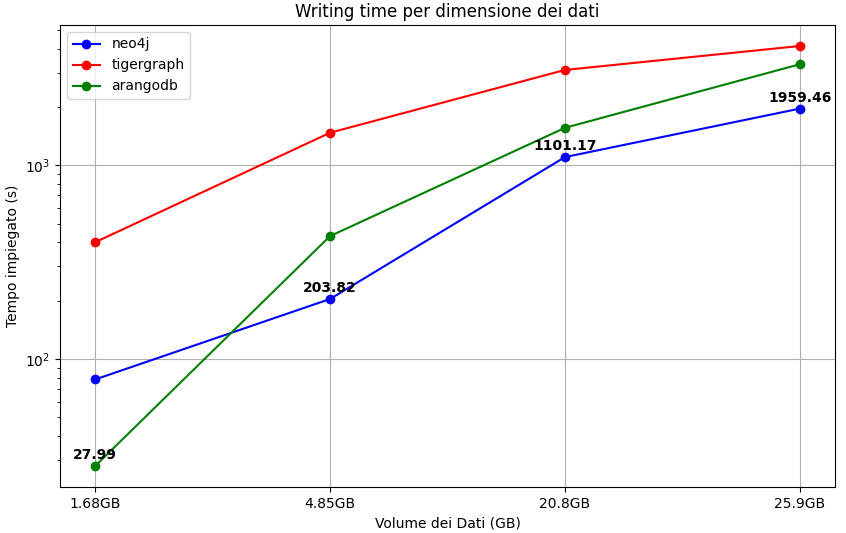 Writing time per dimensione dei dati
neo4j
tigergraph
arangodb
Tempo impiegato (s)
10³
10²
1959.46
1101.17
203.82
27.99
1.68GB 4.85GB 20.8GB 25.9GB
Volume dei Dati (GB)